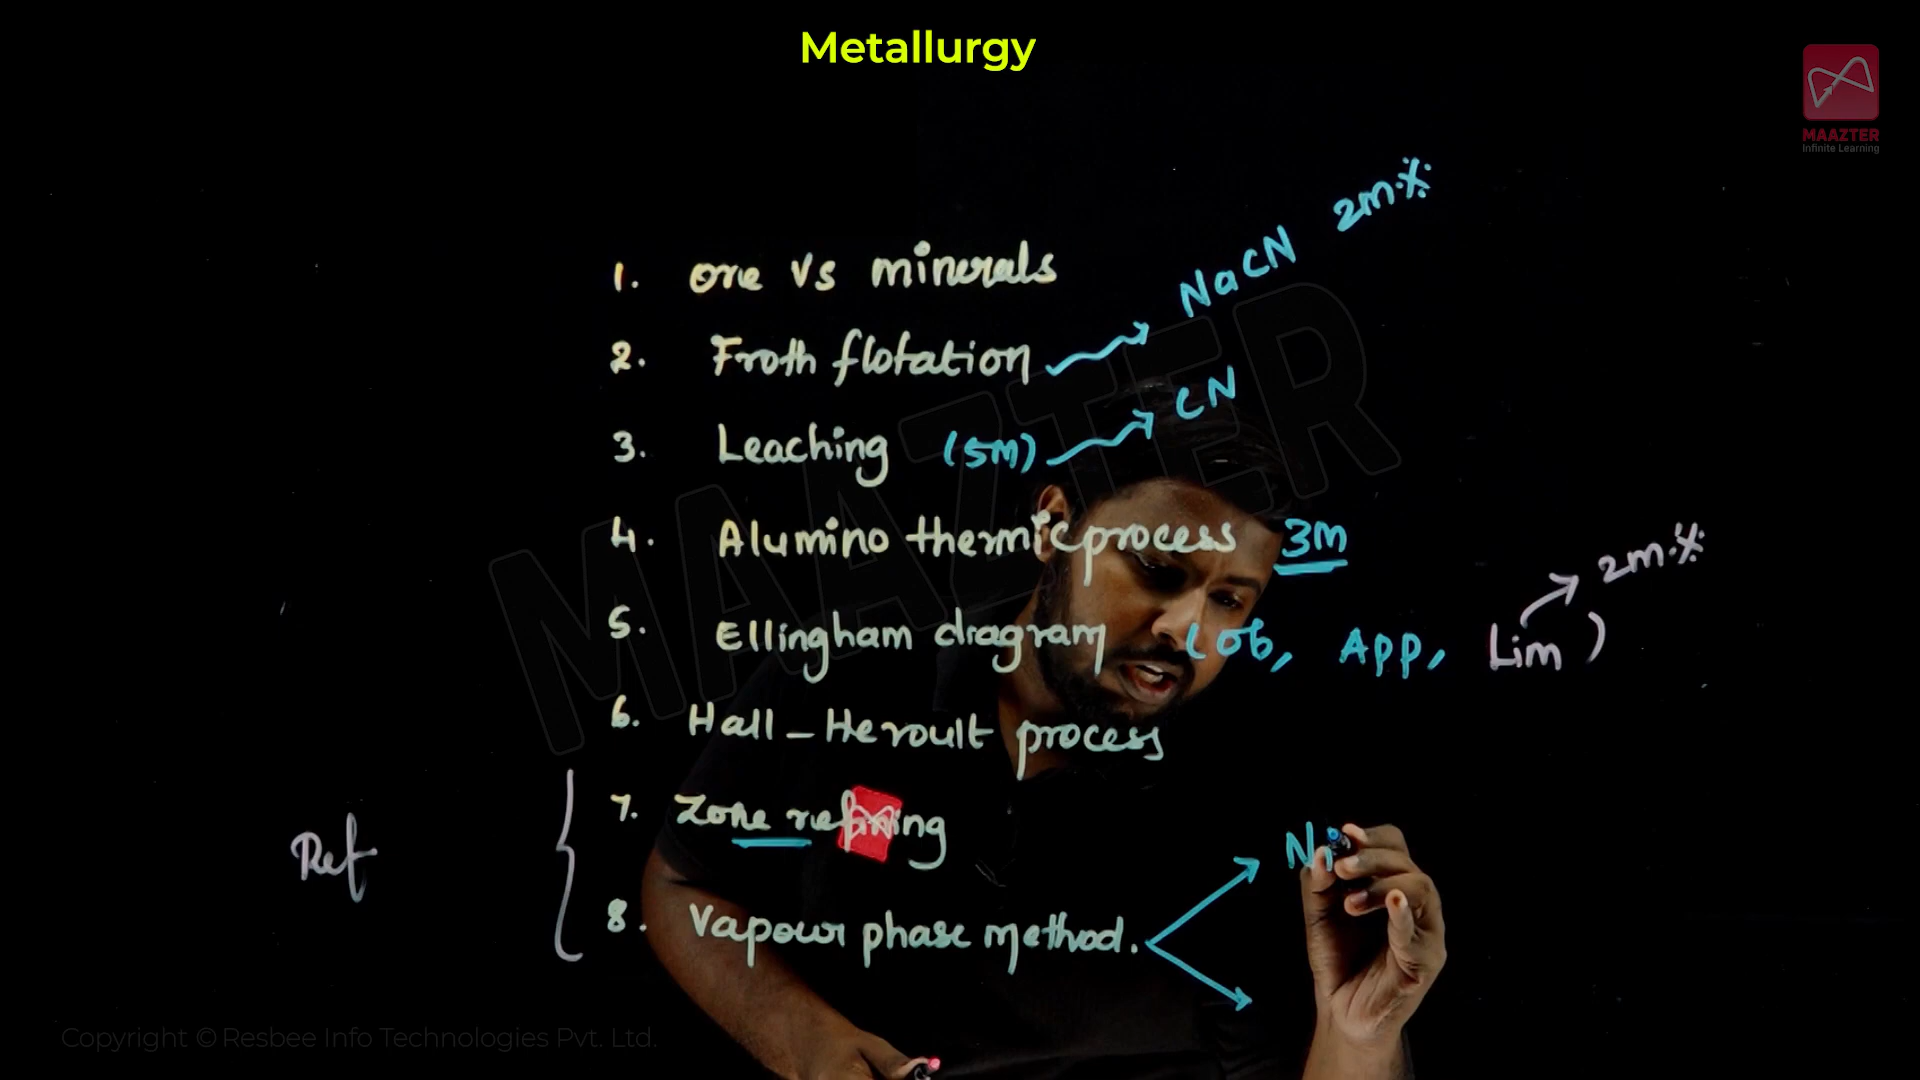 Metallurgy
MAAZTER
Infinite Learning
2m.※
NaCN
1. ore Vs minerals
2. Froth flotation
CN
3. Leaching (5M)
4. Alumino thermic process 3m
2m.※
5. Ellingham diagram (ob, App, Lim)
6. Hall - Heroult process
7. Zone refining
Ref
Ni
8. Vapour phase method.
MAAZTER
Copyright © Resbee Info Technologies Pvt. Ltd.